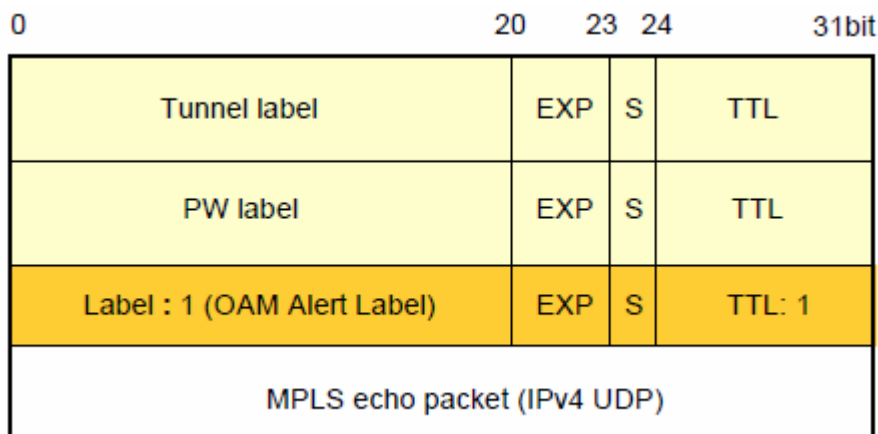 0 20 23 24 31bit
Tunnel label EXP S TTL
PW label EXP S TTL
Label : 1 (OAM Alert Label) EXP S TTL: 1
MPLS echo packet (IPv4 UDP)